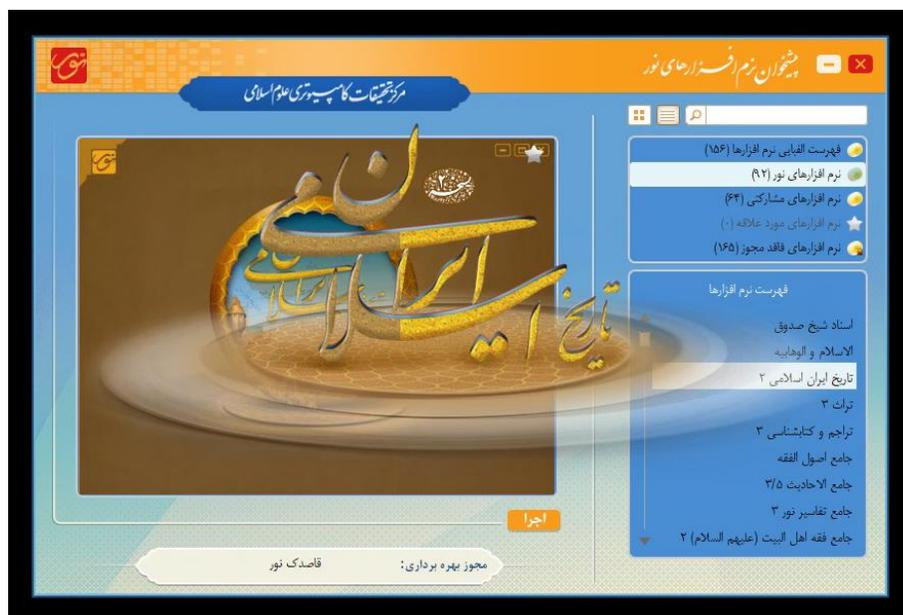 پیشخوان نرم افزارهای نور
نور
مرکز تحقیقات کامپیوتری علوم اسلامی
فهرست الفبایی نرم افزارها (۱۵۶)
نرم افزارهای نور (۹۲)
نرم افزارهای مشارکتی (۶۴)
نرم افزارهای مورد علاقه (۰)
نرم افزارهای فاقد مجوز (۱۶۵)
فهرست نرم افزارها
اسناد شیخ صدوق
الاسلام و الوهابیه
تاریخ ایران اسلامی ۲
تراث ۳
تراجم و کتابشناسی ۳
جامع اصول الفقه
جامع الاحادیث ۳/۵
جامع تفاسیر نور ۳
جامع فقه اهل البیت (علیهم السلام) ۲
نور
نسخه ۲
تاریخ ایران اسلامی
اجرا
مجوز بهره برداری: قاصدک نور